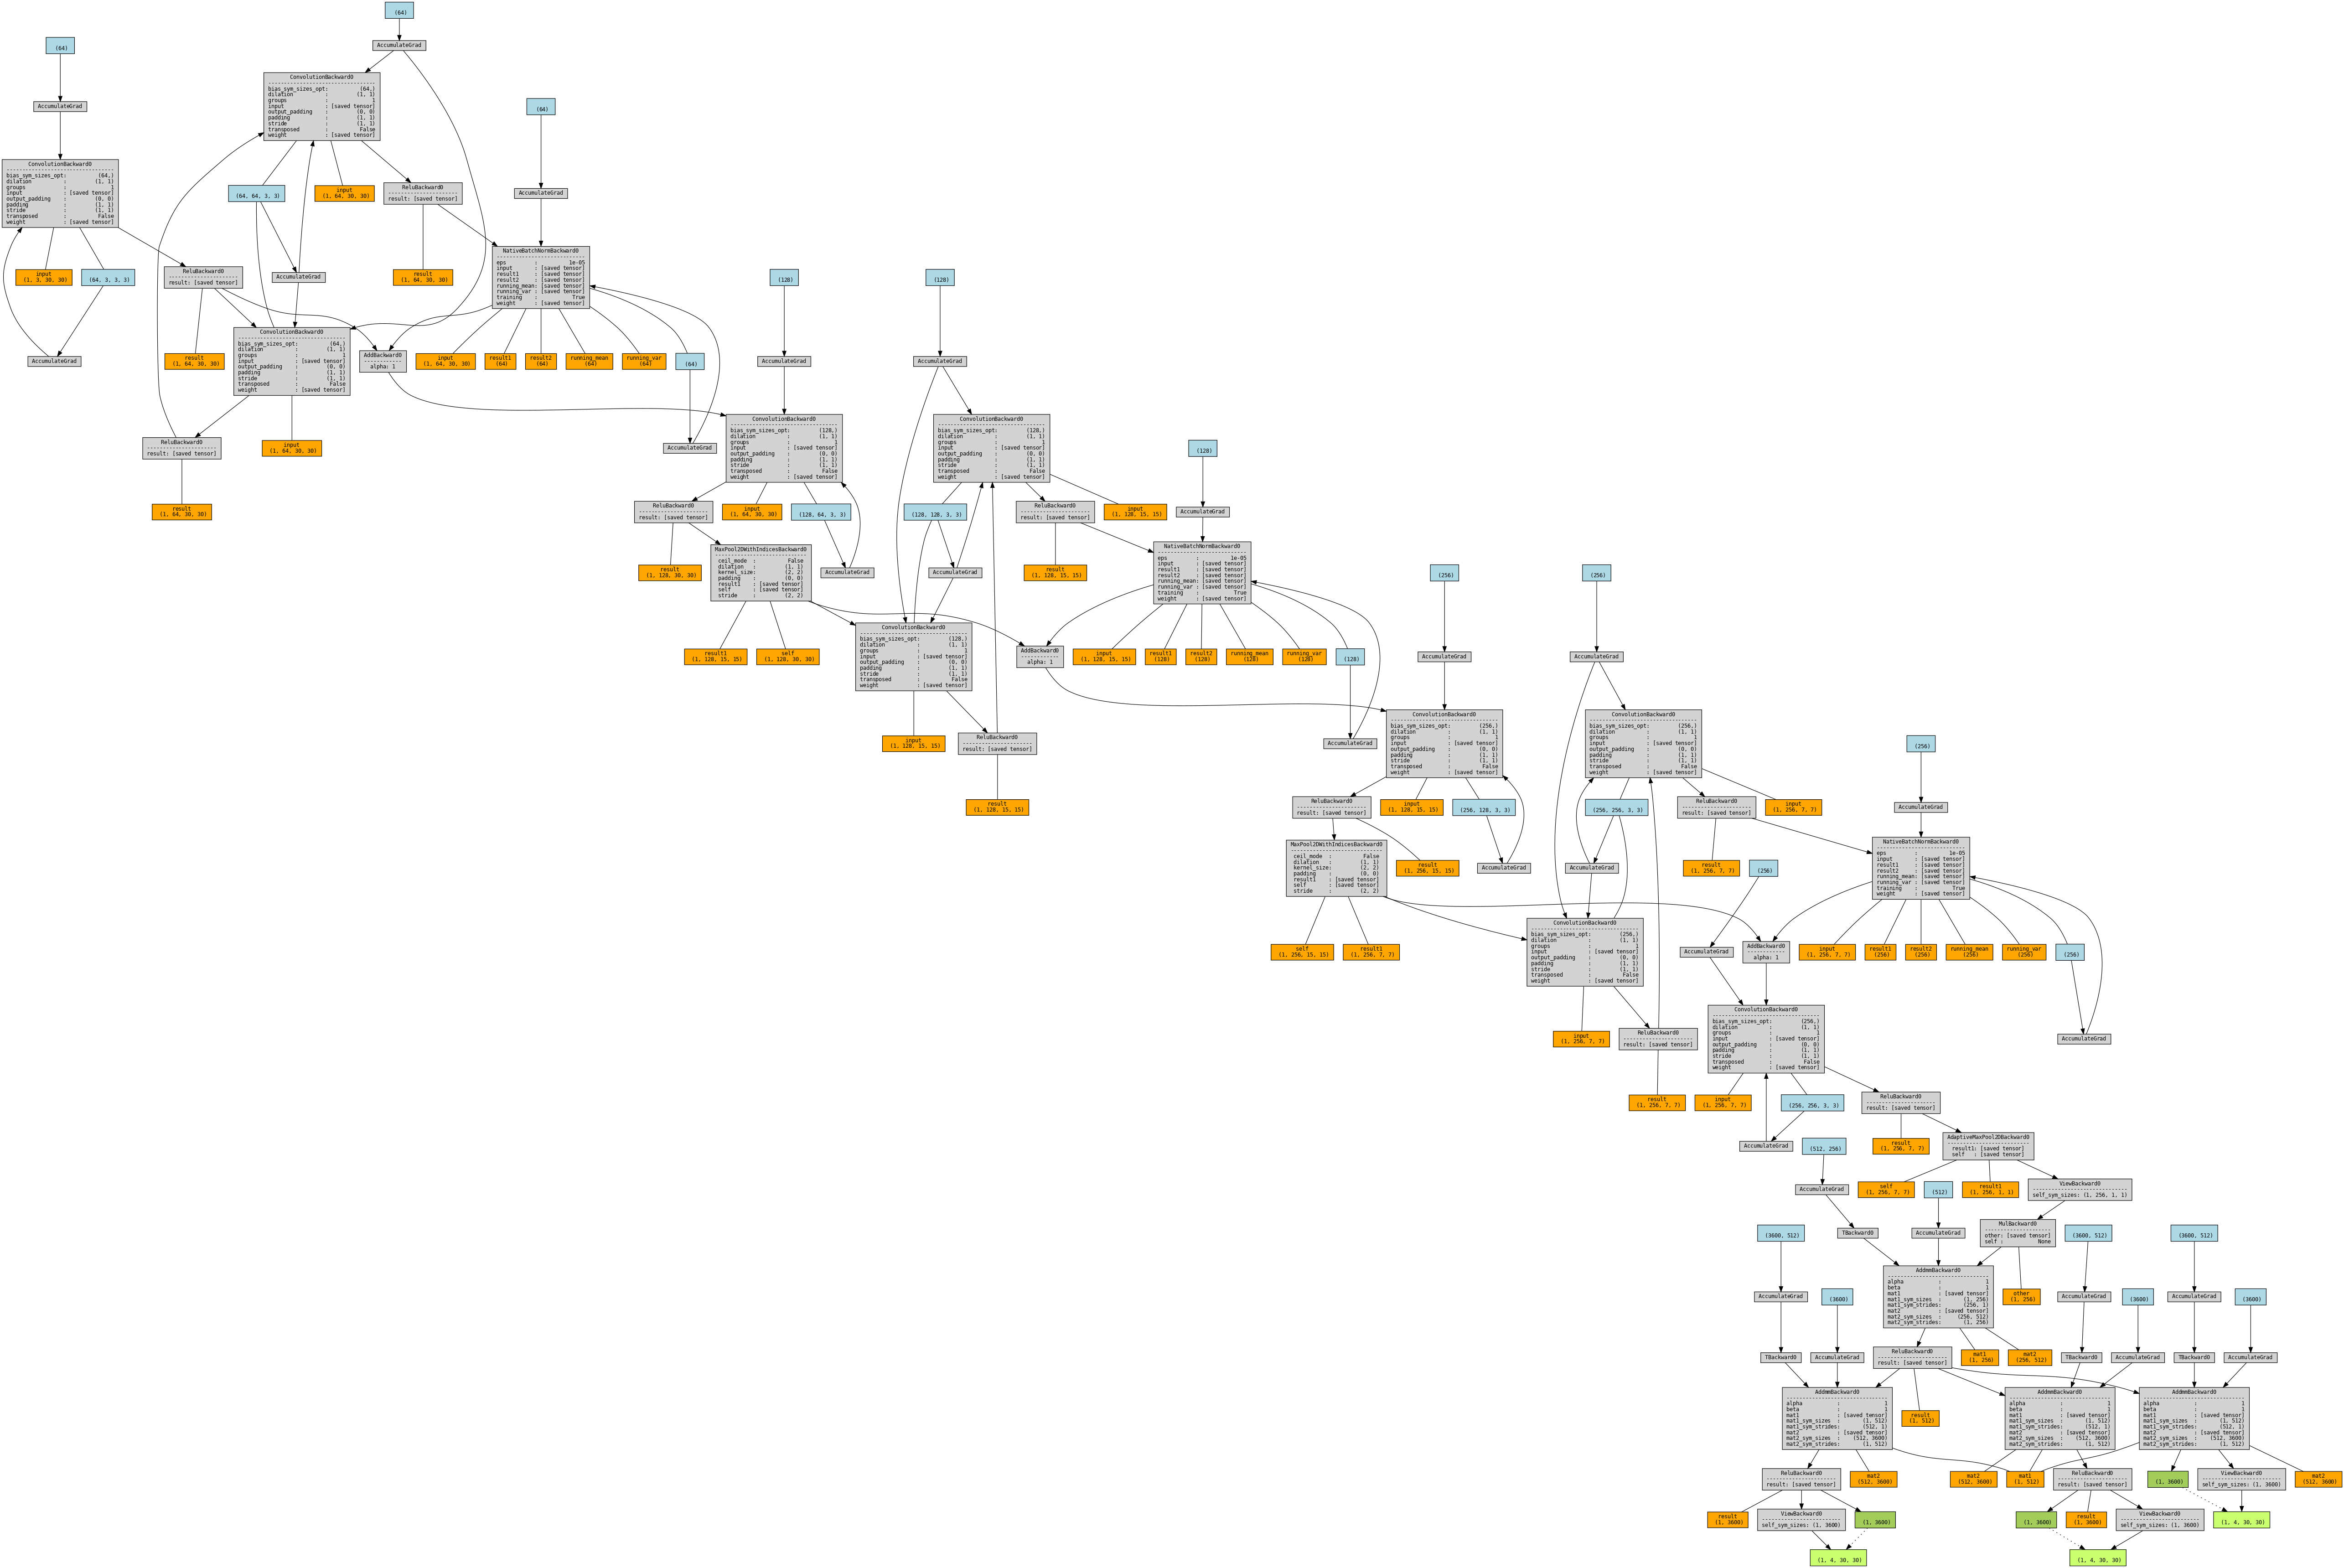 (64)
AccumulateGrad
(64)
AccumulateGrad
ConvolutionBackward0
----------------------------------
bias_sym_sizes_opt: (64,)
dilation : (1, 1)
groups : 1
input : [saved tensor]
output_padding : (0, 0)
padding : (1, 1)
stride : (1, 1)
transposed : False
weight : [saved tensor]
(64)
AccumulateGrad
ConvolutionBackward0
----------------------------------
bias_sym_sizes_opt: (64,)
dilation : (1, 1)
groups : 1
input : [saved tensor]
output_padding : (0, 0)
padding : (1, 1)
stride : (1, 1)
transposed : False
weight : [saved tensor]
(64, 64, 3, 3)
input
(1, 64, 30, 30)
ReluBackward0
----------------------
result: [saved tensor]
AccumulateGrad
input
(1, 3, 30, 30)
(64, 3, 3, 3)
ReluBackward0
----------------------
result: [saved tensor]
AccumulateGrad
result
(1, 64, 30, 30)
NativeBatchNormBackward0
----------------------------
eps : 1e-05
input : [saved tensor]
result1 : [saved tensor]
result2 : [saved tensor]
running_mean: [saved tensor]
running_var : [saved tensor]
training : True
weight : [saved tensor]
(128)
(128)
AccumulateGrad
result
(1, 64, 30, 30)
ConvolutionBackward0
----------------------------------
bias_sym_sizes_opt: (64,)
dilation : (1, 1)
groups : 1
input : [saved tensor]
output_padding : (0, 0)
padding : (1, 1)
stride : (1, 1)
transposed : False
weight : [saved tensor]
AddBackward0
------------
alpha: 1
input
(1, 64, 30, 30)
result1
(64)
result2
(64)
running_mean
(64)
running_var
(64)
(64)
AccumulateGrad
AccumulateGrad
ReluBackward0
----------------------
result: [saved tensor]
input
(1, 64, 30, 30)
AccumulateGrad
ConvolutionBackward0
----------------------------------
bias_sym_sizes_opt: (128,)
dilation : (1, 1)
groups : 1
input : [saved tensor]
output_padding : (0, 0)
padding : (1, 1)
stride : (1, 1)
transposed : False
weight : [saved tensor]
ConvolutionBackward0
----------------------------------
bias_sym_sizes_opt: (128,)
dilation : (1, 1)
groups : 1
input : [saved tensor]
output_padding : (0, 0)
padding : (1, 1)
stride : (1, 1)
transposed : False
weight : [saved tensor]
(128)
result
(1, 64, 30, 30)
ReluBackward0
----------------------
result: [saved tensor]
input
(1, 64, 30, 30)
(128, 64, 3, 3)
(128, 128, 3, 3)
ReluBackward0
----------------------
result: [saved tensor]
input
(1, 128, 15, 15)
AccumulateGrad
result
(1, 128, 30, 30)
MaxPool2DWithIndicesBackward0
-----------------------------
ceil_mode : False
dilation : (1, 1)
kernel_size: (2, 2)
padding : (0, 0)
result1 : [saved tensor]
self : [saved tensor]
stride : (2, 2)
AccumulateGrad
AccumulateGrad
result
(1, 128, 15, 15)
NativeBatchNormBackward0
----------------------------
eps : 1e-05
input : [saved tensor]
result1 : [saved tensor]
result2 : [saved tensor]
running_mean: [saved tensor]
running_var : [saved tensor]
training : True
weight : [saved tensor]
(256)
(256)
result1
(1, 128, 15, 15)
self
(1, 128, 30, 30)
ConvolutionBackward0
----------------------------------
bias_sym_sizes_opt: (128,)
dilation : (1, 1)
groups : 1
input : [saved tensor]
output_padding : (0, 0)
padding : (1, 1)
stride : (1, 1)
transposed : False
weight : [saved tensor]
AddBackward0
------------
alpha: 1
input
(1, 128, 15, 15)
result1
(128)
result2
(128)
running_mean
(128)
running_var
(128)
(128)
AccumulateGrad
AccumulateGrad
input
(1, 128, 15, 15)
ReluBackward0
----------------------
result: [saved tensor]
AccumulateGrad
ConvolutionBackward0
----------------------------------
bias_sym_sizes_opt: (256,)
dilation : (1, 1)
groups : 1
input : [saved tensor]
output_padding : (0, 0)
padding : (1, 1)
stride : (1, 1)
transposed : False
weight : [saved tensor]
ConvolutionBackward0
----------------------------------
bias_sym_sizes_opt: (256,)
dilation : (1, 1)
groups : 1
input : [saved tensor]
output_padding : (0, 0)
padding : (1, 1)
stride : (1, 1)
transposed : False
weight : [saved tensor]
(256)
result
(1, 128, 15, 15)
ReluBackward0
----------------------
result: [saved tensor]
input
(1, 128, 15, 15)
(256, 128, 3, 3)
(256, 256, 3, 3)
ReluBackward0
----------------------
result: [saved tensor]
input
(1, 256, 7, 7)
AccumulateGrad
MaxPool2DWithIndicesBackward0
-----------------------------
ceil_mode : False
dilation : (1, 1)
kernel_size: (2, 2)
padding : (0, 0)
result1 : [saved tensor]
self : [saved tensor]
stride : (2, 2)
result
(1, 256, 15, 15)
AccumulateGrad
AccumulateGrad
result
(1, 256, 7, 7)
(256)
NativeBatchNormBackward0
----------------------------
eps : 1e-05
input : [saved tensor]
result1 : [saved tensor]
result2 : [saved tensor]
running_mean: [saved tensor]
running_var : [saved tensor]
training : True
weight : [saved tensor]
self
(1, 256, 15, 15)
result1
(1, 256, 7, 7)
ConvolutionBackward0
----------------------------------
bias_sym_sizes_opt: (256,)
dilation : (1, 1)
groups : 1
input : [saved tensor]
output_padding : (0, 0)
padding : (1, 1)
stride : (1, 1)
transposed : False
weight : [saved tensor]
AccumulateGrad
AddBackward0
------------
alpha: 1
input
(1, 256, 7, 7)
result1
(256)
result2
(256)
running_mean
(256)
running_var
(256)
(256)
input
(1, 256, 7, 7)
ReluBackward0
----------------------
result: [saved tensor]
ConvolutionBackward0
----------------------------------
bias_sym_sizes_opt: (256,)
dilation : (1, 1)
groups : 1
input : [saved tensor]
output_padding : (0, 0)
padding : (1, 1)
stride : (1, 1)
transposed : False
weight : [saved tensor]
AccumulateGrad
result
(1, 256, 7, 7)
input
(1, 256, 7, 7)
(256, 256, 3, 3)
ReluBackward0
----------------------
result: [saved tensor]
AccumulateGrad
(512, 256)
result
(1, 256, 7, 7)
AdaptiveMaxPool2DBackward0
--------------------------
result1: [saved tensor]
self : [saved tensor]
AccumulateGrad
self
(1, 256, 7, 7)
(512)
result1
(1, 256, 1, 1)
ViewBackward0
------------------------------
self_sym_sizes: (1, 256, 1, 1)
(3600, 512)
TBackward0
AccumulateGrad
MulBackward0
---------------------
other: [saved tensor]
self : None
(3600, 512)
(3600, 512)
AccumulateGrad
(3600)
AddmmBackward0
--------------------------------
alpha : 1
beta : 1
mat1 : [saved tensor]
mat1_sym_sizes : (1, 256)
mat1_sym_strides: (256, 1)
mat2 : [saved tensor]
mat2_sym_sizes : (256, 512)
mat2_sym_strides: (1, 256)
other
(1, 256)
AccumulateGrad
(3600)
AccumulateGrad
(3600)
TBackward0
AccumulateGrad
ReluBackward0
----------------------
result: [saved tensor]
mat1
(1, 256)
mat2
(256, 512)
TBackward0
AccumulateGrad
TBackward0
AccumulateGrad
AddmmBackward0
--------------------------------
alpha : 1
beta : 1
mat1 : [saved tensor]
mat1_sym_sizes : (1, 512)
mat1_sym_strides: (512, 1)
mat2 : [saved tensor]
mat2_sym_sizes : (512, 3600)
mat2_sym_strides: (1, 512)
result
(1, 512)
AddmmBackward0
--------------------------------
alpha : 1
beta : 1
mat1 : [saved tensor]
mat1_sym_sizes : (1, 512)
mat1_sym_strides: (512, 1)
mat2 : [saved tensor]
mat2_sym_sizes : (512, 3600)
mat2_sym_strides: (1, 512)
AddmmBackward0
--------------------------------
alpha : 1
beta : 1
mat1 : [saved tensor]
mat1_sym_sizes : (1, 512)
mat1_sym_strides: (512, 1)
mat2 : [saved tensor]
mat2_sym_sizes : (512, 3600)
mat2_sym_strides: (1, 512)
ReluBackward0
----------------------
result: [saved tensor]
mat2
(512, 3600)
mat2
(512, 3600)
mat1
(1, 512)
ReluBackward0
----------------------
result: [saved tensor]
(1, 3600)
ViewBackward0
-------------------------
self_sym_sizes: (1, 3600)
mat2
(512, 3600)
result
(1, 3600)
ViewBackward0
-------------------------
self_sym_sizes: (1, 3600)
(1, 3600)
(1, 3600)
result
(1, 3600)
ViewBackward0
-------------------------
self_sym_sizes: (1, 3600)
(1, 4, 30, 30)
(1, 4, 30, 30)
(1, 4, 30, 30)